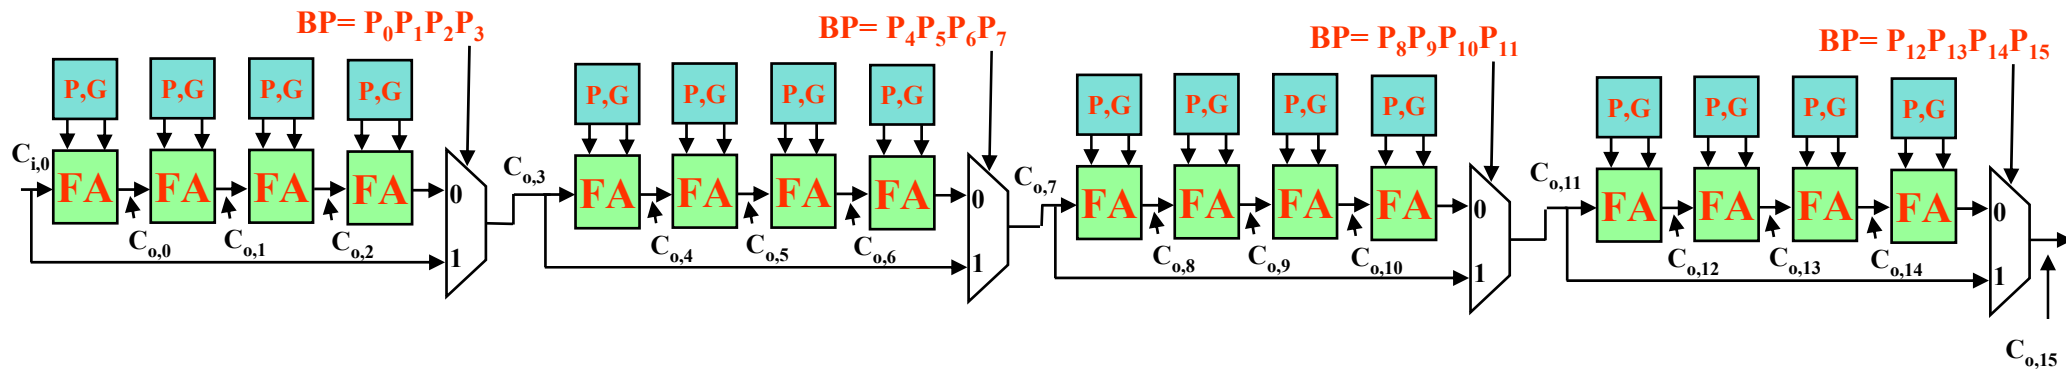 BP= P₀P₁P₂P₃
BP= P₄P₅P₆P₇
BP= P₈P₉P₁₀P₁₁
BP= P₁₂P₁₃P₁₄P₁₅
P,G P,G P,G P,G P,G P,G P,G P,G P,G P,G P,G P,G P,G P,G P,G P,G
Cᵢ,₀ Cₒ,₃ Cₒ,₇ Cₒ,₁₁
FA FA FA FA 0 FA FA FA FA 0 FA FA FA FA 0 FA FA FA FA 0
Cₒ,₀ Cₒ,₁ Cₒ,₂ 1 Cₒ,₄ Cₒ,₅ Cₒ,₆ 1 Cₒ,₈ Cₒ,₉ Cₒ,₁₀ 1 Cₒ,₁₂ Cₒ,₁₃ Cₒ,₁₄ 1
Cₒ,₁₅